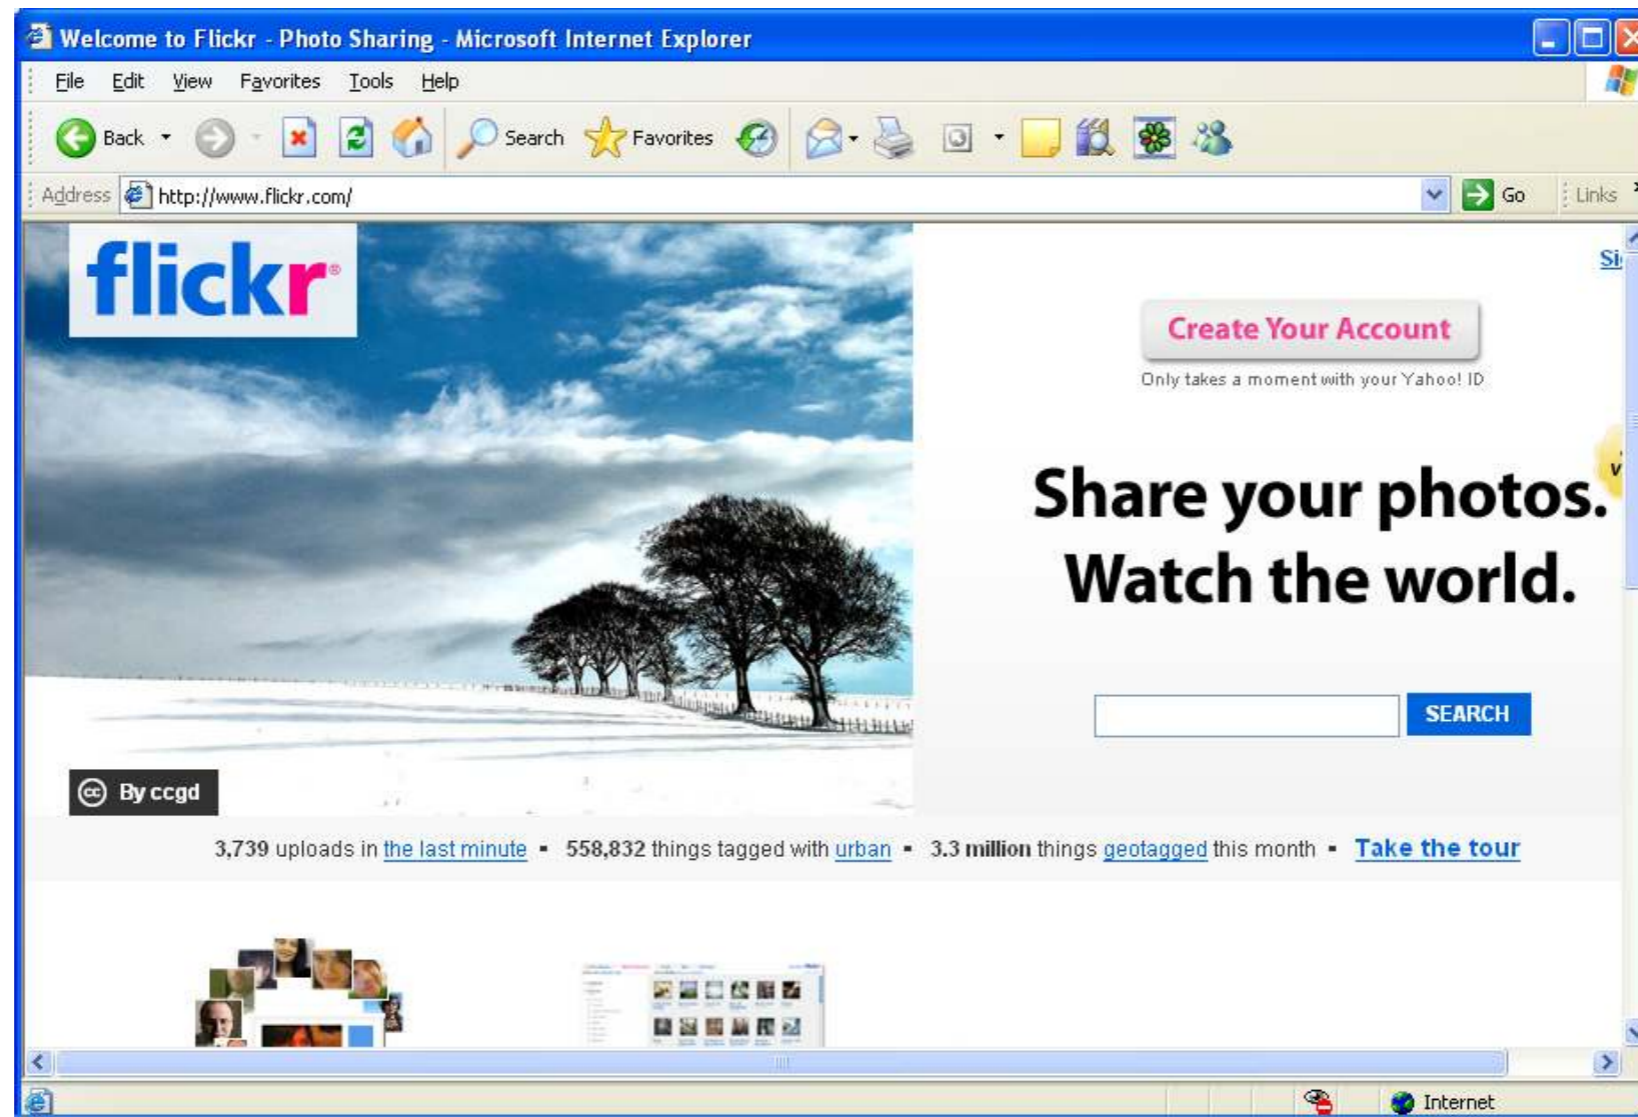 Welcome to Flickr - Photo Sharing - Microsoft Internet Explorer
File Edit View Favorites Tools Help
Back Search Favorites
Address http://www.flickr.com/ Go Links
flickr®
Create Your Account
Only takes a moment with your Yahoo! ID
Share your photos.
Watch the world.
SEARCH
cc By ccgd
3,739 uploads in the last minute ▪ 558,832 things tagged with urban ▪ 3.3 million things geotagged this month ▪ Take the tour
Internet